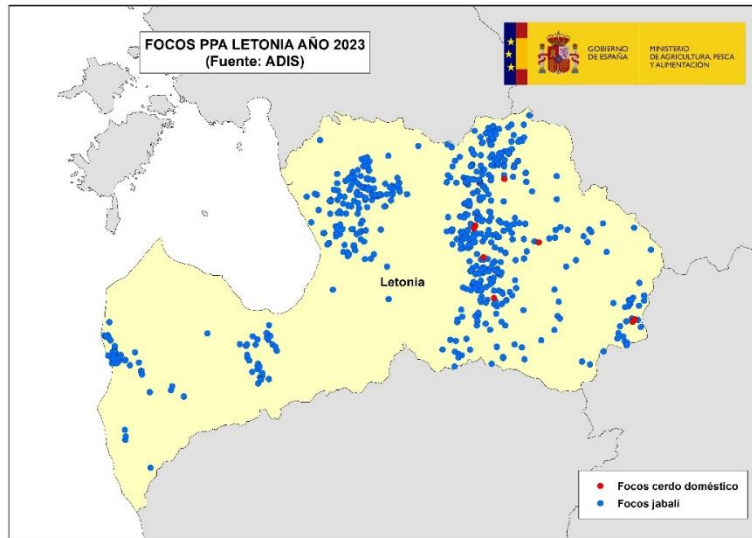 FOCOS PPA LETONIA AÑO 2023
(Fuente: ADIS)
GOBIERNO
DE ESPAÑA
MINISTERIO
DE AGRICULTURA, PESCA
Y ALIMENTACIÓN
Letonia
Focos cerdo doméstico
Focos jabalí